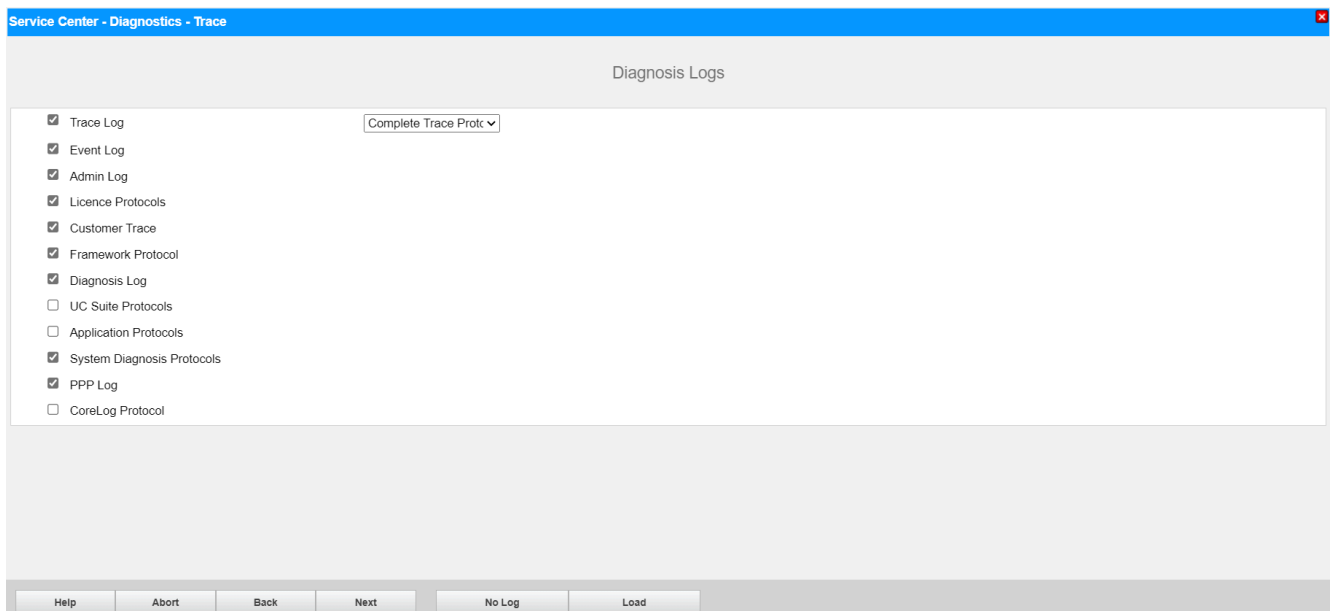 Service Center - Diagnostics - Trace
Diagnosis Logs
Trace Log Complete Trace Protc
Event Log
Admin Log
Licence Protocols
Customer Trace
Framework Protocol
Diagnosis Log
UC Suite Protocols
Application Protocols
System Diagnosis Protocols
PPP Log
CoreLog Protocol
Help Abort Back Next No Log Load